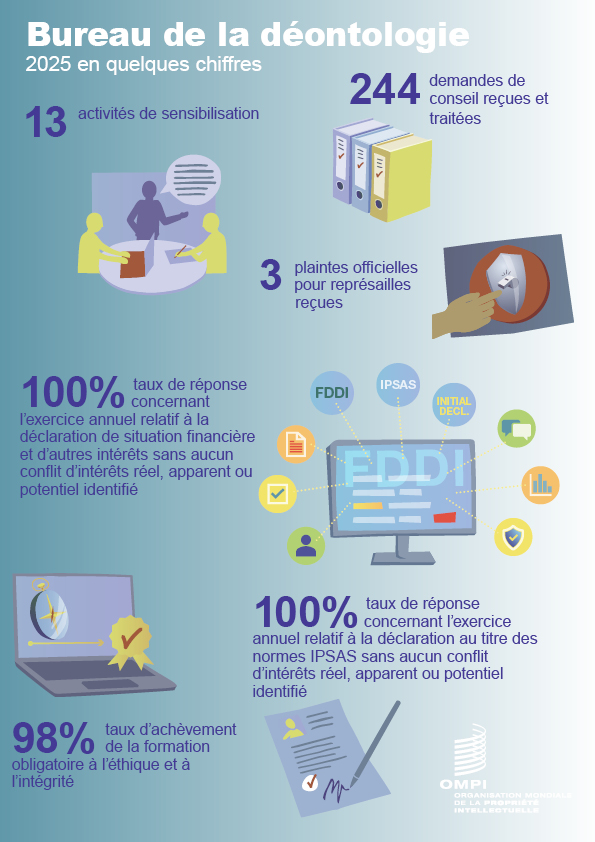 Bureau de la déontologie
2025 en quelques chiffres
13 activités de sensibilisation
244 demandes de
conseil reçues et
traitées
3 plaintes officielles
pour représailles
reçues
100% taux de réponse
concernant
l'exercice annuel relatif à la
déclaration de situation financière
et d'autres intérêts sans aucun
conflit d'intérêts réel, apparent ou
potentiel identifié
FDDI
IPSAS
INITIAL
DECL.
FDDI
100% taux de réponse
concernant l'exercice
annuel relatif à la déclaration au titre des
normes IPSAS sans aucun conflit
d'intérêts réel, apparent ou potentiel
identifié
98% taux d'achèvement
de la formation
obligatoire à l'éthique et à
l'intégrité
OMPI
ORGANISATION MONDIALE
DE LA PROPRIÉTÉ
INTELLECTUELLE